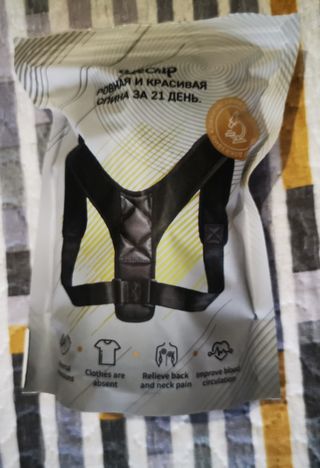 РОВНАЯ И КРАСИВАЯ
СПИНА ЗА 21 ДЕНЬ.
Clothes are
absent
Relieve back
and neck pain
improve blood
circulation